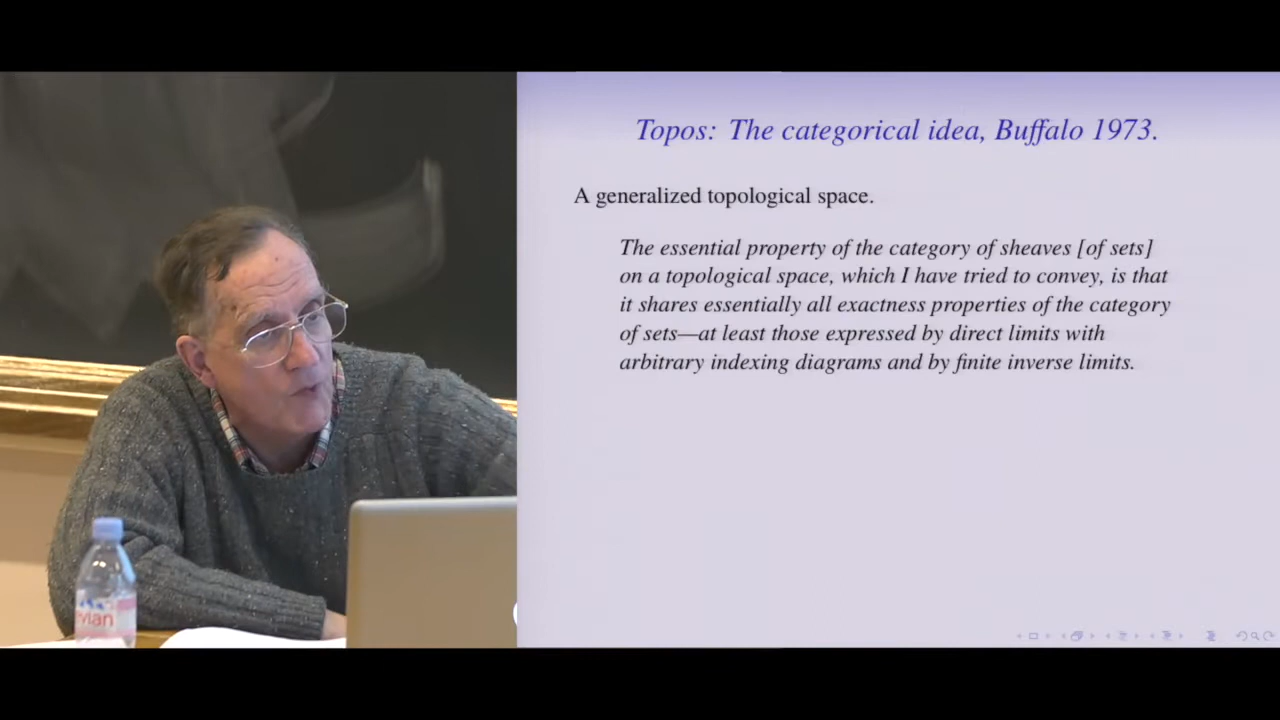 Topos: The categorical idea, Buffalo 1973.
A generalized topological space.
The essential property of the category of sheaves [of sets]
on a topological space, which I have tried to convey, is that
it shares essentially all exactness properties of the category
of sets—at least those expressed by direct limits with
arbitrary indexing diagrams and by finite inverse limits.
evian